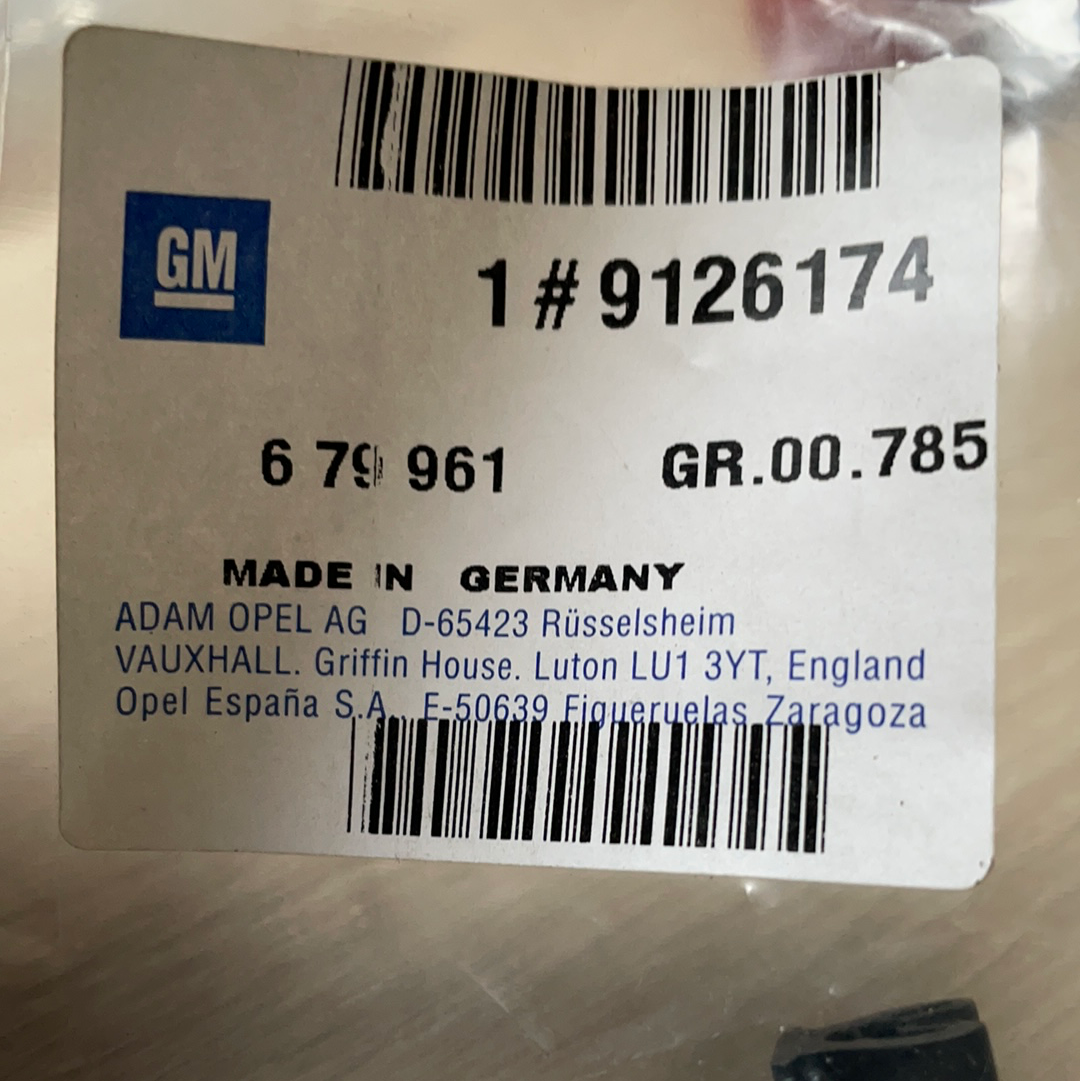 GM
1 # 9126174
6 79 961 GR.00.785
MADE IN GERMANY
ADAM OPEL AG D-65423 Rüsselsheim
VAUXHALL. Griffin House. Luton LU1 3YT, England
Opel España S.A. E-50639 Figueruelas Zaragoza